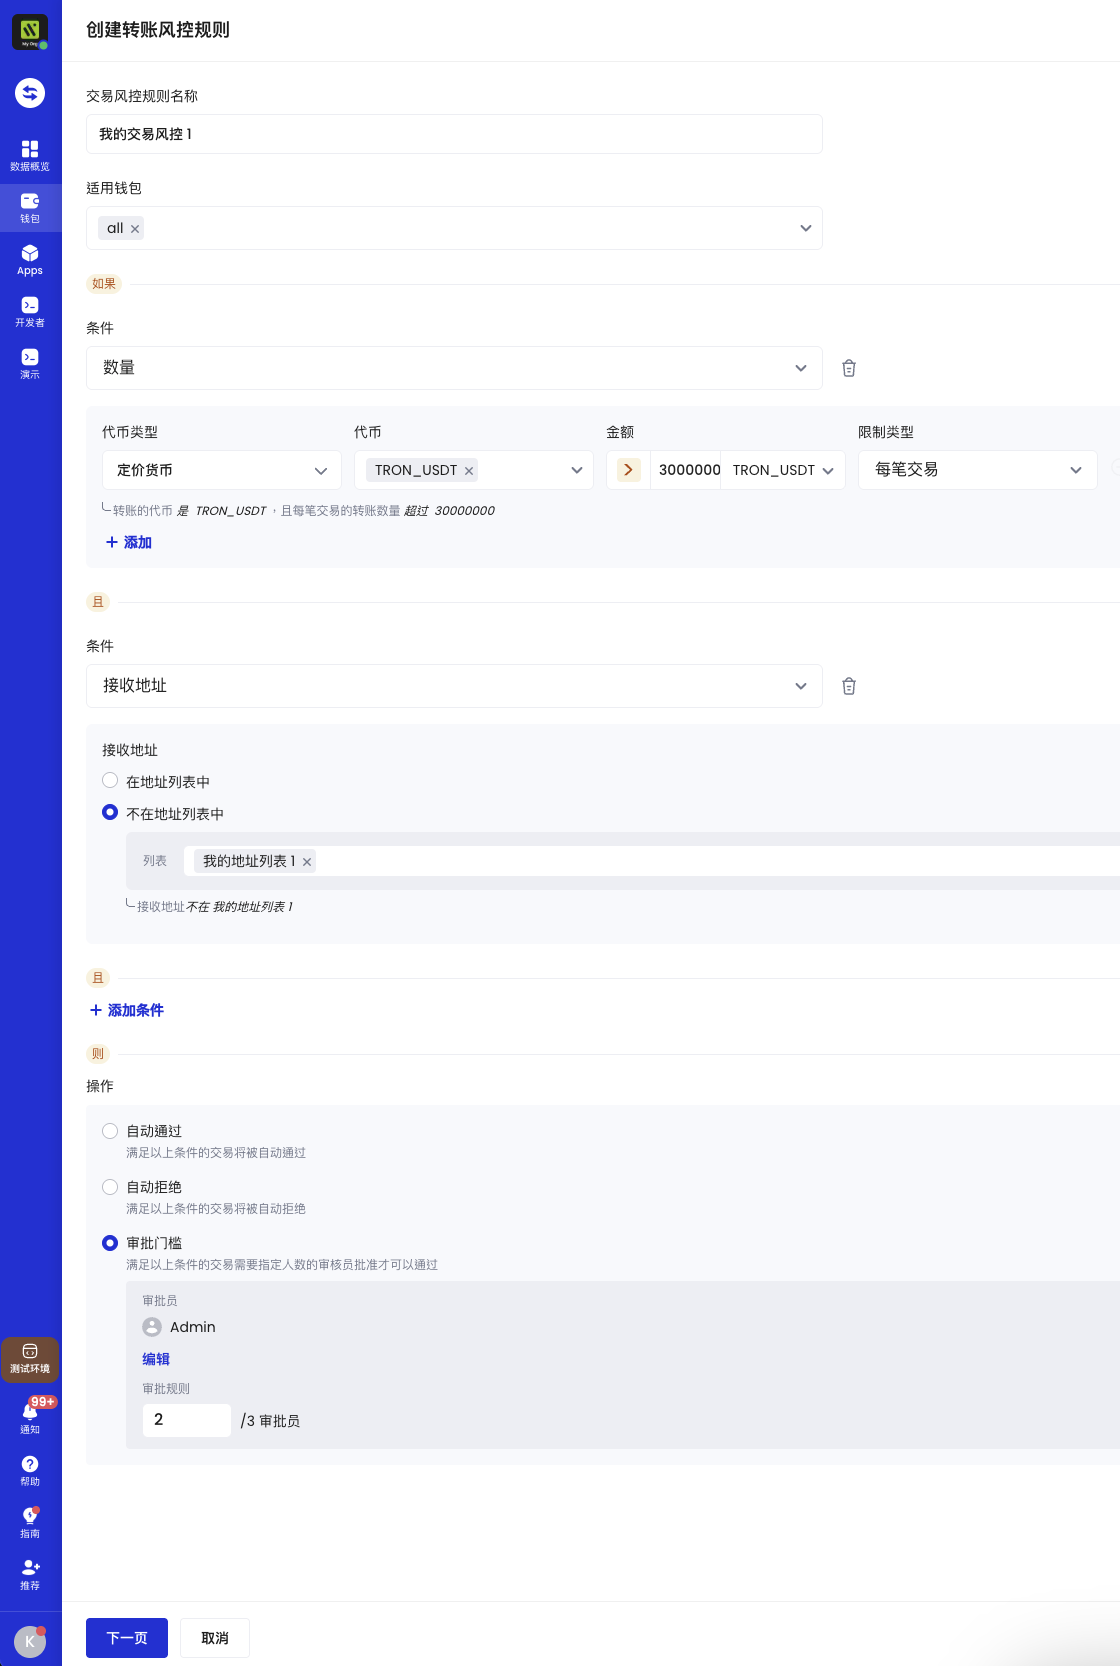 创建转账风控规则
My Org
交易风控规则名称
我的交易风控 1
数据概览
适用钱包
钱包
all
Apps
如果
开发者
条件
演示
数量
代币类型 代币 金额 限制类型
定价货币 TRON_USDT > 3000000 TRON_USDT 每笔交易
转账的代币 是 TRON_USDT ，且每笔交易的转账数量 超过 30000000
+ 添加
且
条件
接收地址
接收地址
在地址列表中
不在地址列表中
列表 我的地址列表 1
接收地址不在 我的地址列表 1
且
+ 添加条件
则
操作
自动通过
满足以上条件的交易将被自动通过
自动拒绝
满足以上条件的交易将被自动拒绝
审批门槛
满足以上条件的交易需要指定人数的审核员批准才可以通过
审批员
Admin
编辑
审批规则
2 /3 审批员
测试环境
99+
通知
帮助
指南
推荐
K
下一页 取消